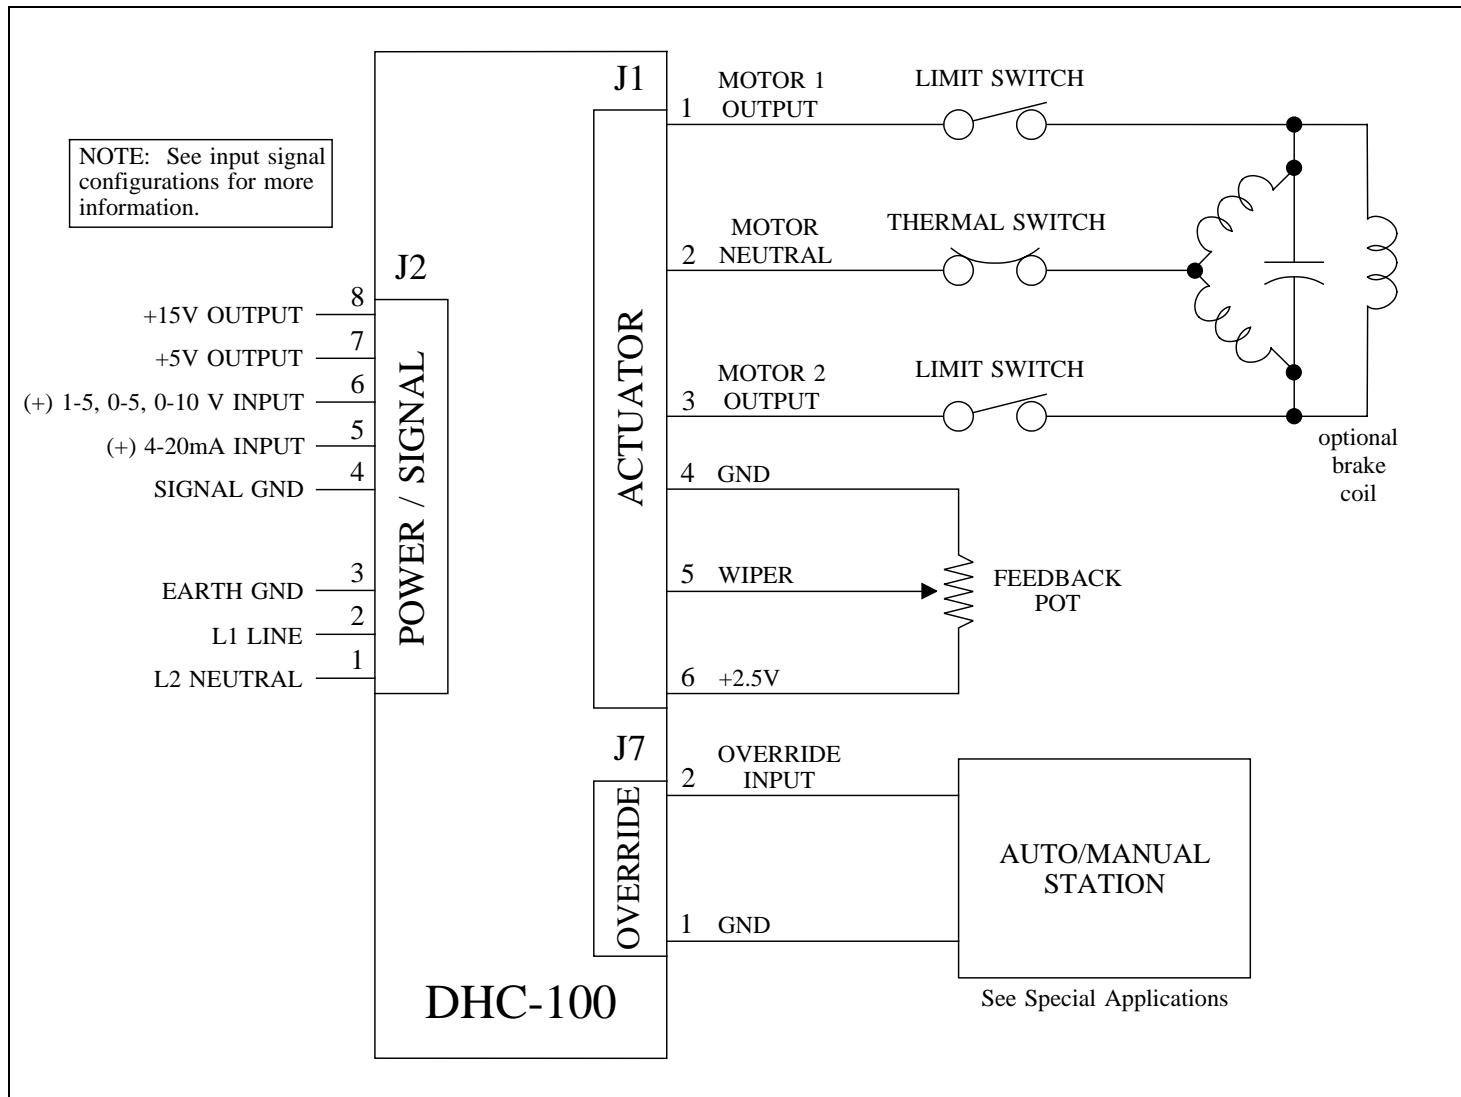 NOTE: See input signal
configurations for more
information.
J2
POWER / SIGNAL
8
+15V OUTPUT
7
+5V OUTPUT
6
(+) 1-5, 0-5, 0-10 V INPUT
5
(+) 4-20mA INPUT
4
SIGNAL GND
3
EARTH GND
2
L1 LINE
1
L2 NEUTRAL
J1
ACTUATOR
1
MOTOR 1
OUTPUT
LIMIT SWITCH
2
MOTOR
NEUTRAL
THERMAL SWITCH
3
MOTOR 2
OUTPUT
LIMIT SWITCH
optional
brake
coil
4
GND
5
WIPER
FEEDBACK
POT
6
+2.5V
J7
OVERRIDE
2
OVERRIDE
INPUT
1
GND
AUTO/MANUAL
STATION
See Special Applications
DHC-100